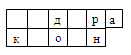 д р а
к о н